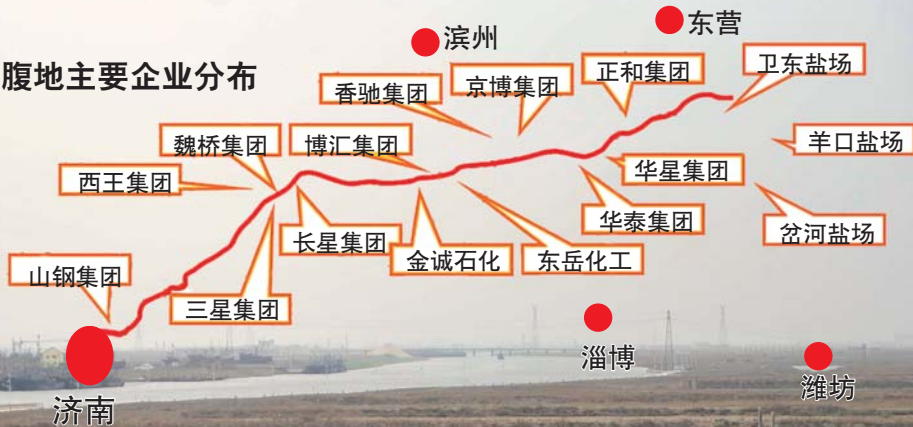 东营
滨州
腹地主要企业分布
卫东盐场
正和集团
京博集团
香驰集团
羊口盐场
魏桥集团
博汇集团
西王集团
华星集团
华泰集团
岔河盐场
长星集团
金诚石化
东岳化工
山钢集团
三星集团
淄博
潍坊
济南